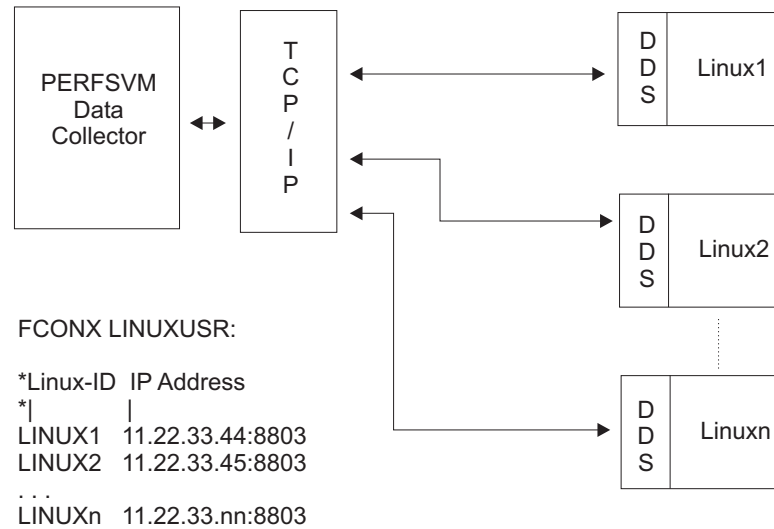 PERFSVM
Data
Collector
T
C
P
/
I
P
D
D
S
Linux1
D
D
S
Linux2
D
D
S
Linuxn
FCONX LINUXUSR:
*Linux-ID IP Address
*| |
LINUX1 11.22.33.44:8803
LINUX2 11.22.33.45:8803
. . .
LINUXn 11.22.33.nn:8803